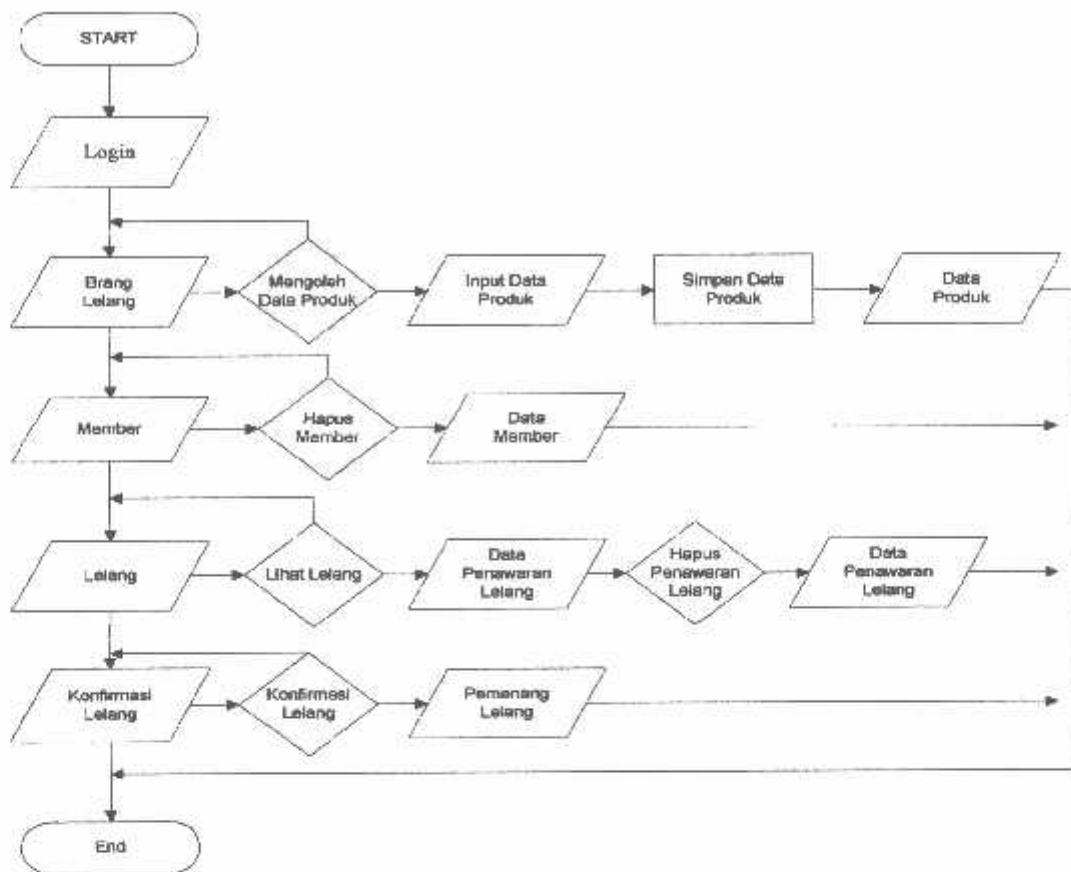 START
Login
Brang
Lelang
Mengolah
Data Produk
Input Data
Produk
Simpan Data
Produk
Data
Produk
Member
Hapus
Member
Data
Member
Lelang
Lihat Lelang
Data
Penawaran
Lelang
Hapus
Penawaran
Lelang
Data
Penawaran
Lelang
Konfirmasi
Lelang
Konfirmasi
Lelang
Pemenang
Lelang
End